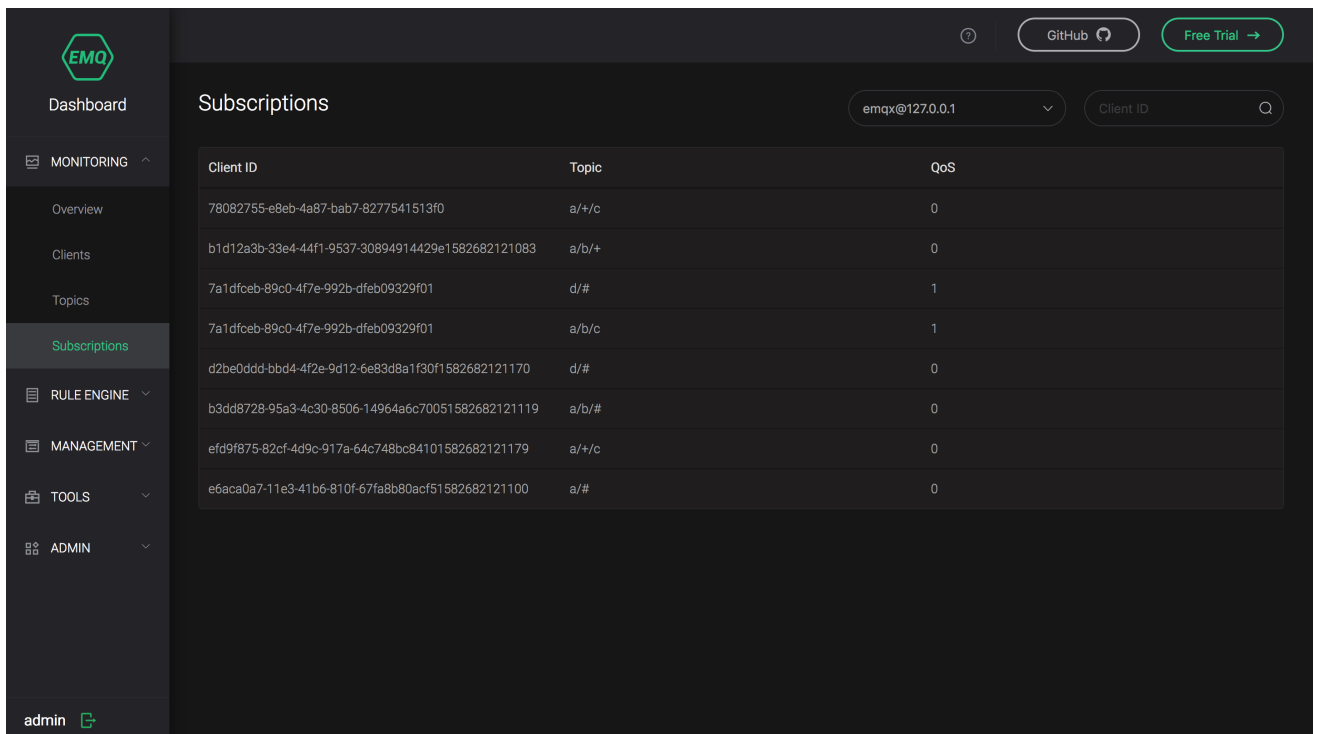 EMQ
Dashboard
MONITORING
Overview
Clients
Topics
Subscriptions
RULE ENGINE
MANAGEMENT
TOOLS
ADMIN
admin
? GitHub Free Trial →
Subscriptions emqx@127.0.0.1 Client ID
Client ID Topic QoS
78082755-e8eb-4a87-bab7-8277541513f0 a/+/c 0
b1d12a3b-33e4-44f1-9537-30894914429e1582682121083 a/b/+ 0
7a1dfceb-89c0-4f7e-992b-dfeb09329f01 d/# 1
7a1dfceb-89c0-4f7e-992b-dfeb09329f01 a/b/c 1
d2be0ddd-bbd4-4f2e-9d12-6e83d8a1f30f1582682121170 d/# 0
b3dd8728-95a3-4c30-8506-14964a6c70051582682121119 a/b/# 0
efd9f875-82cf-4d9c-917a-64c748bc84101582682121179 a/+/c 0
e6aca0a7-11e3-41b6-810f-67fa8b80acf51582682121100 a/# 0